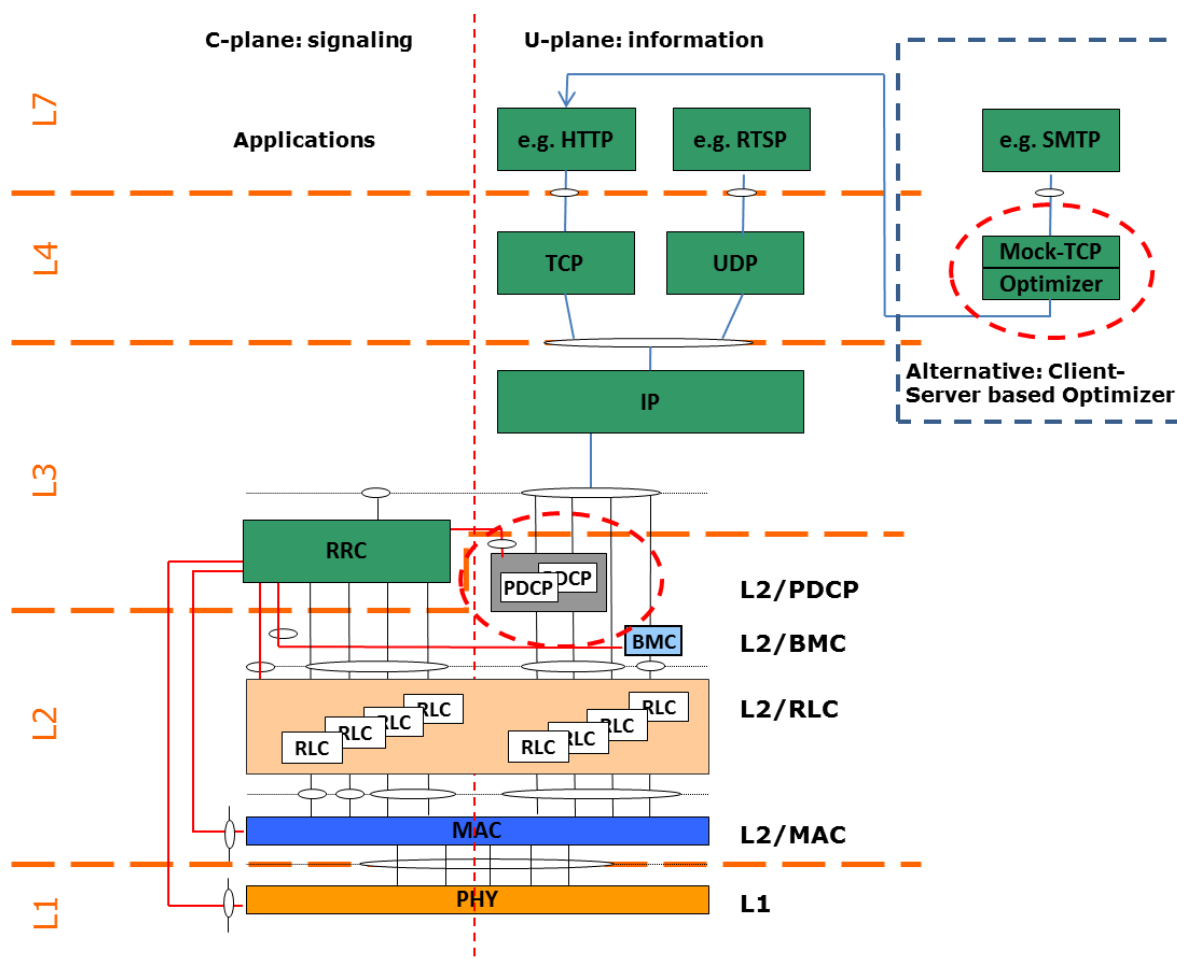 C-plane: signaling
U-plane: information
L7
Applications
e.g. HTTP
e.g. RTSP
e.g. SMTP
L4
TCP
UDP
Mock-TCP
Optimizer
Alternative: Client-
Server based Optimizer
IP
L3
RRC
PDCP
PDCP
L2/PDCP
BMC
L2/BMC
L2
RLC
RLC
RLC
RLC
RLC
RLC
RLC
RLC
L2/RLC
MAC
L2/MAC
L1
PHY
L1